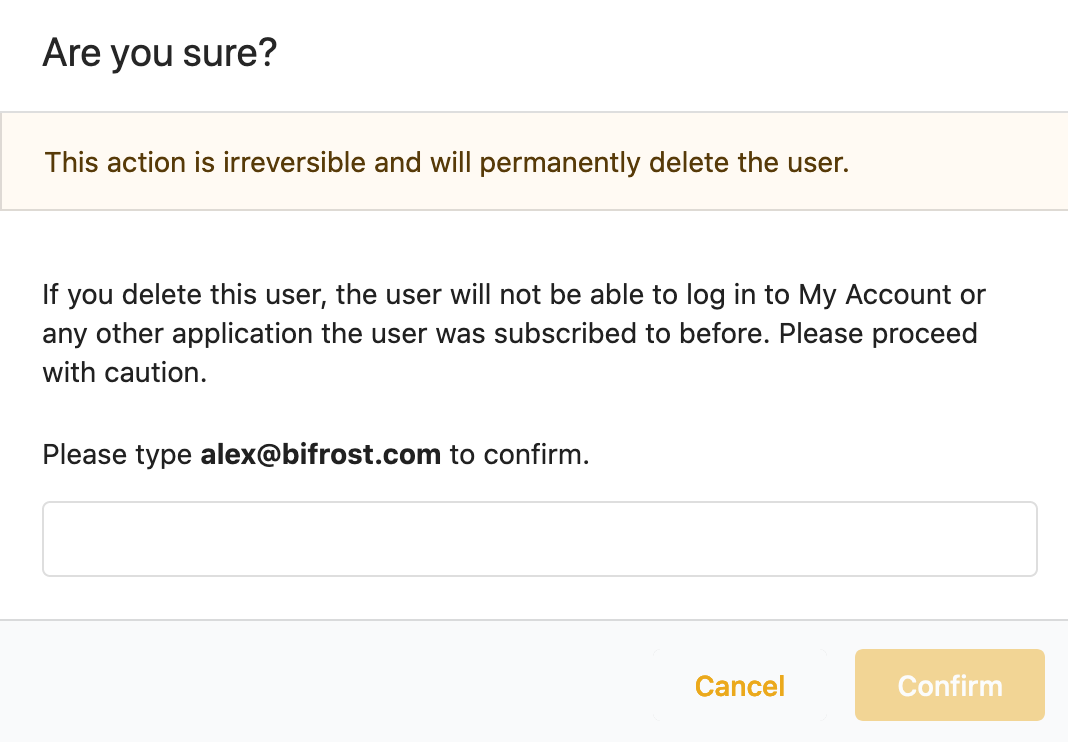 Are you sure?
This action is irreversible and will permanently delete the user.
If you delete this user, the user will not be able to log in to My Account or
any other application the user was subscribed to before. Please proceed
with caution.
Please type alex@bifrost.com to confirm.
Cancel
Confirm